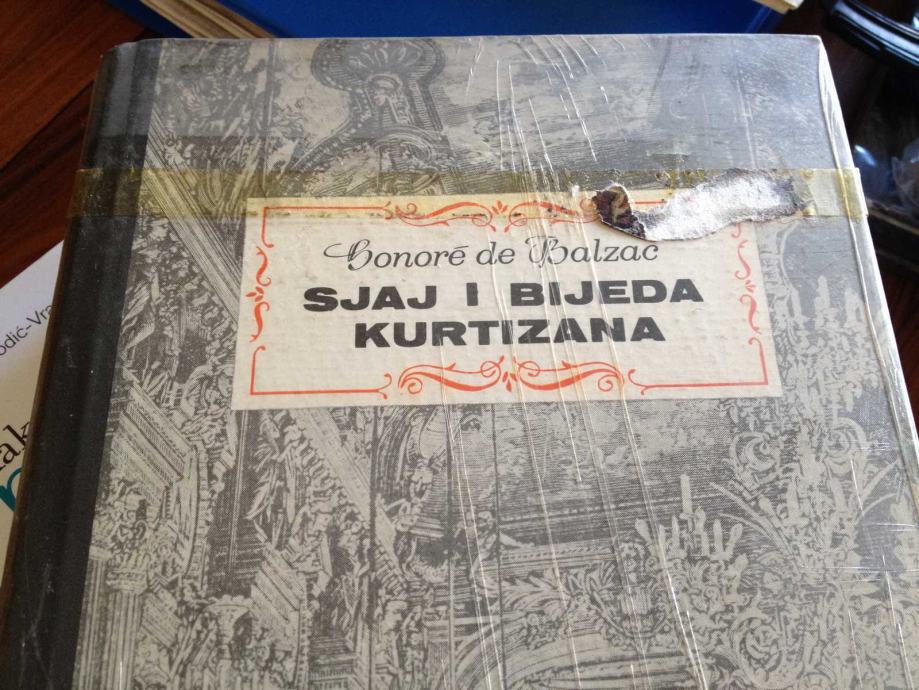 Honoré de Balzac
SJAJ I BIJEDA
KURTIZANA